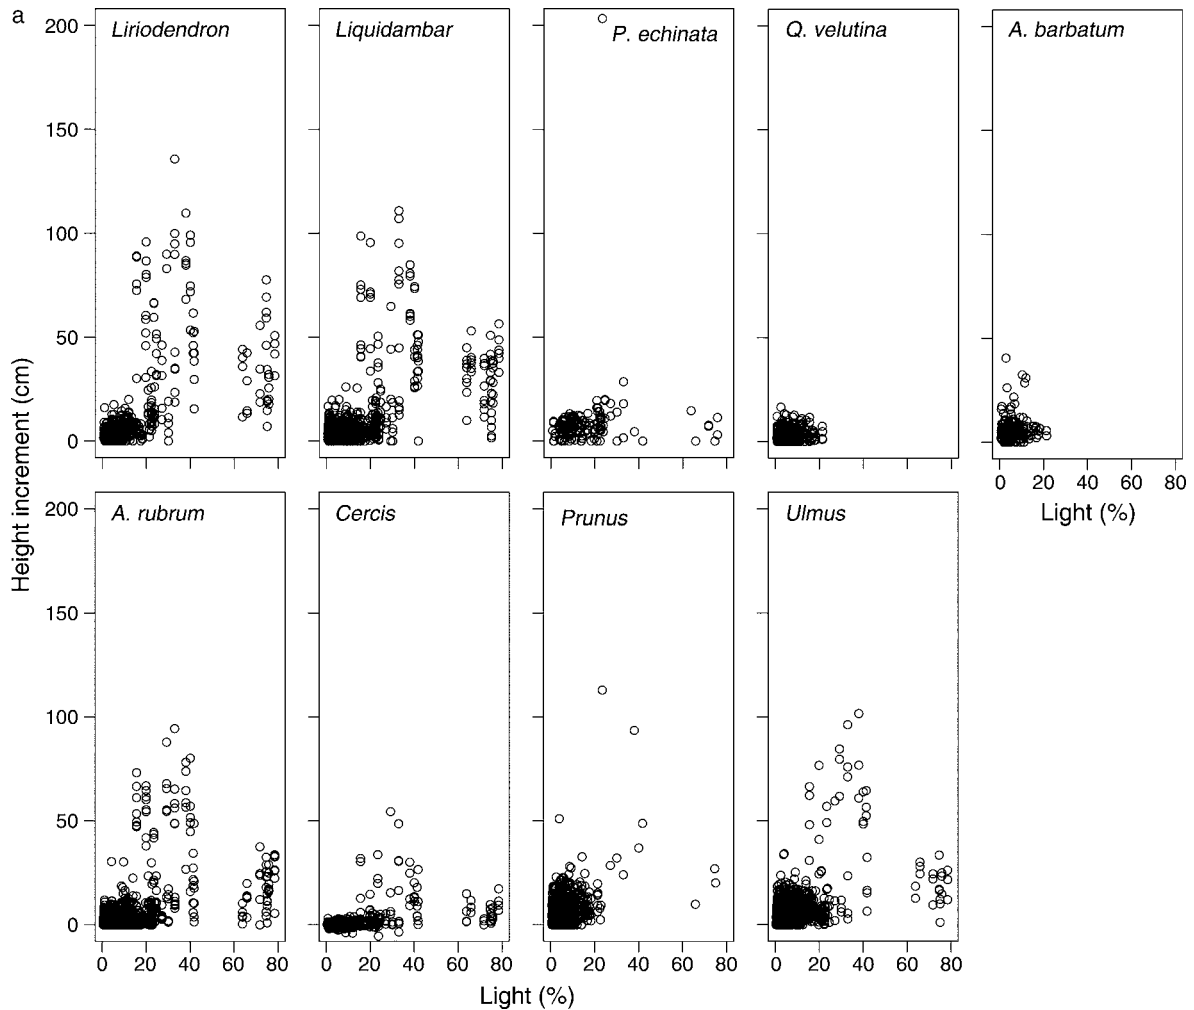 a
Liriodendron
Liquidambar
P. echinata
Q. velutina
A. barbatum
200
150
100
50
0
0 20 40 60 80
Light (%)
Height increment (cm)
A. rubrum
Cercis
Prunus
Ulmus
200
150
100
50
0
0 20 40 60 80
0 20 40 60 80
0 20 40 60 80
0 20 40 60 80
Light (%)